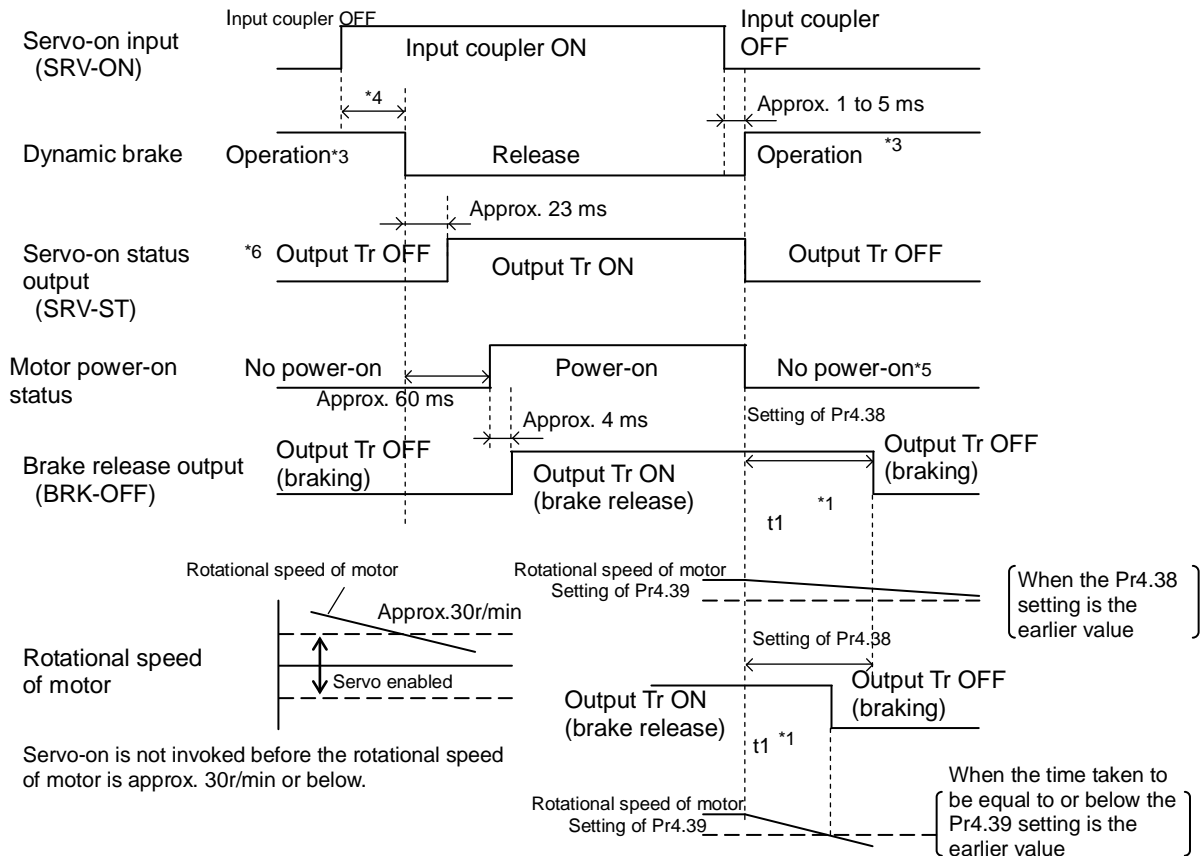 Input coupler OFF
Input coupler
OFF
Servo-on input
(SRV-ON)
Input coupler ON
*4
Approx. 1 to 5 ms
Dynamic brake
Operation*3
Release
Operation *3
Approx. 23 ms
Servo-on status
output
(SRV-ST)
*6 Output Tr OFF
Output Tr ON
Output Tr OFF
Motor power-on
status
No power-on
Power-on
No power-on*5
Approx. 60 ms
Setting of Pr4.38
Approx. 4 ms
Brake release output
(BRK-OFF)
Output Tr OFF
(braking)
Output Tr ON
(brake release)
Output Tr OFF
(braking)
t1 *1
Rotational speed of motor
Approx.30r/min
Servo enabled
Rotational speed
of motor
Servo-on is not invoked before the rotational speed
of motor is approx. 30r/min or below.
Rotational speed of motor
Setting of Pr4.39
When the Pr4.38
setting is the
earlier value
Setting of Pr4.38
Output Tr ON
(brake release)
Output Tr OFF
(braking)
t1 *1
Rotational speed of motor
Setting of Pr4.39
When the time taken to
be equal to or below the
Pr4.39 setting is the
earlier value